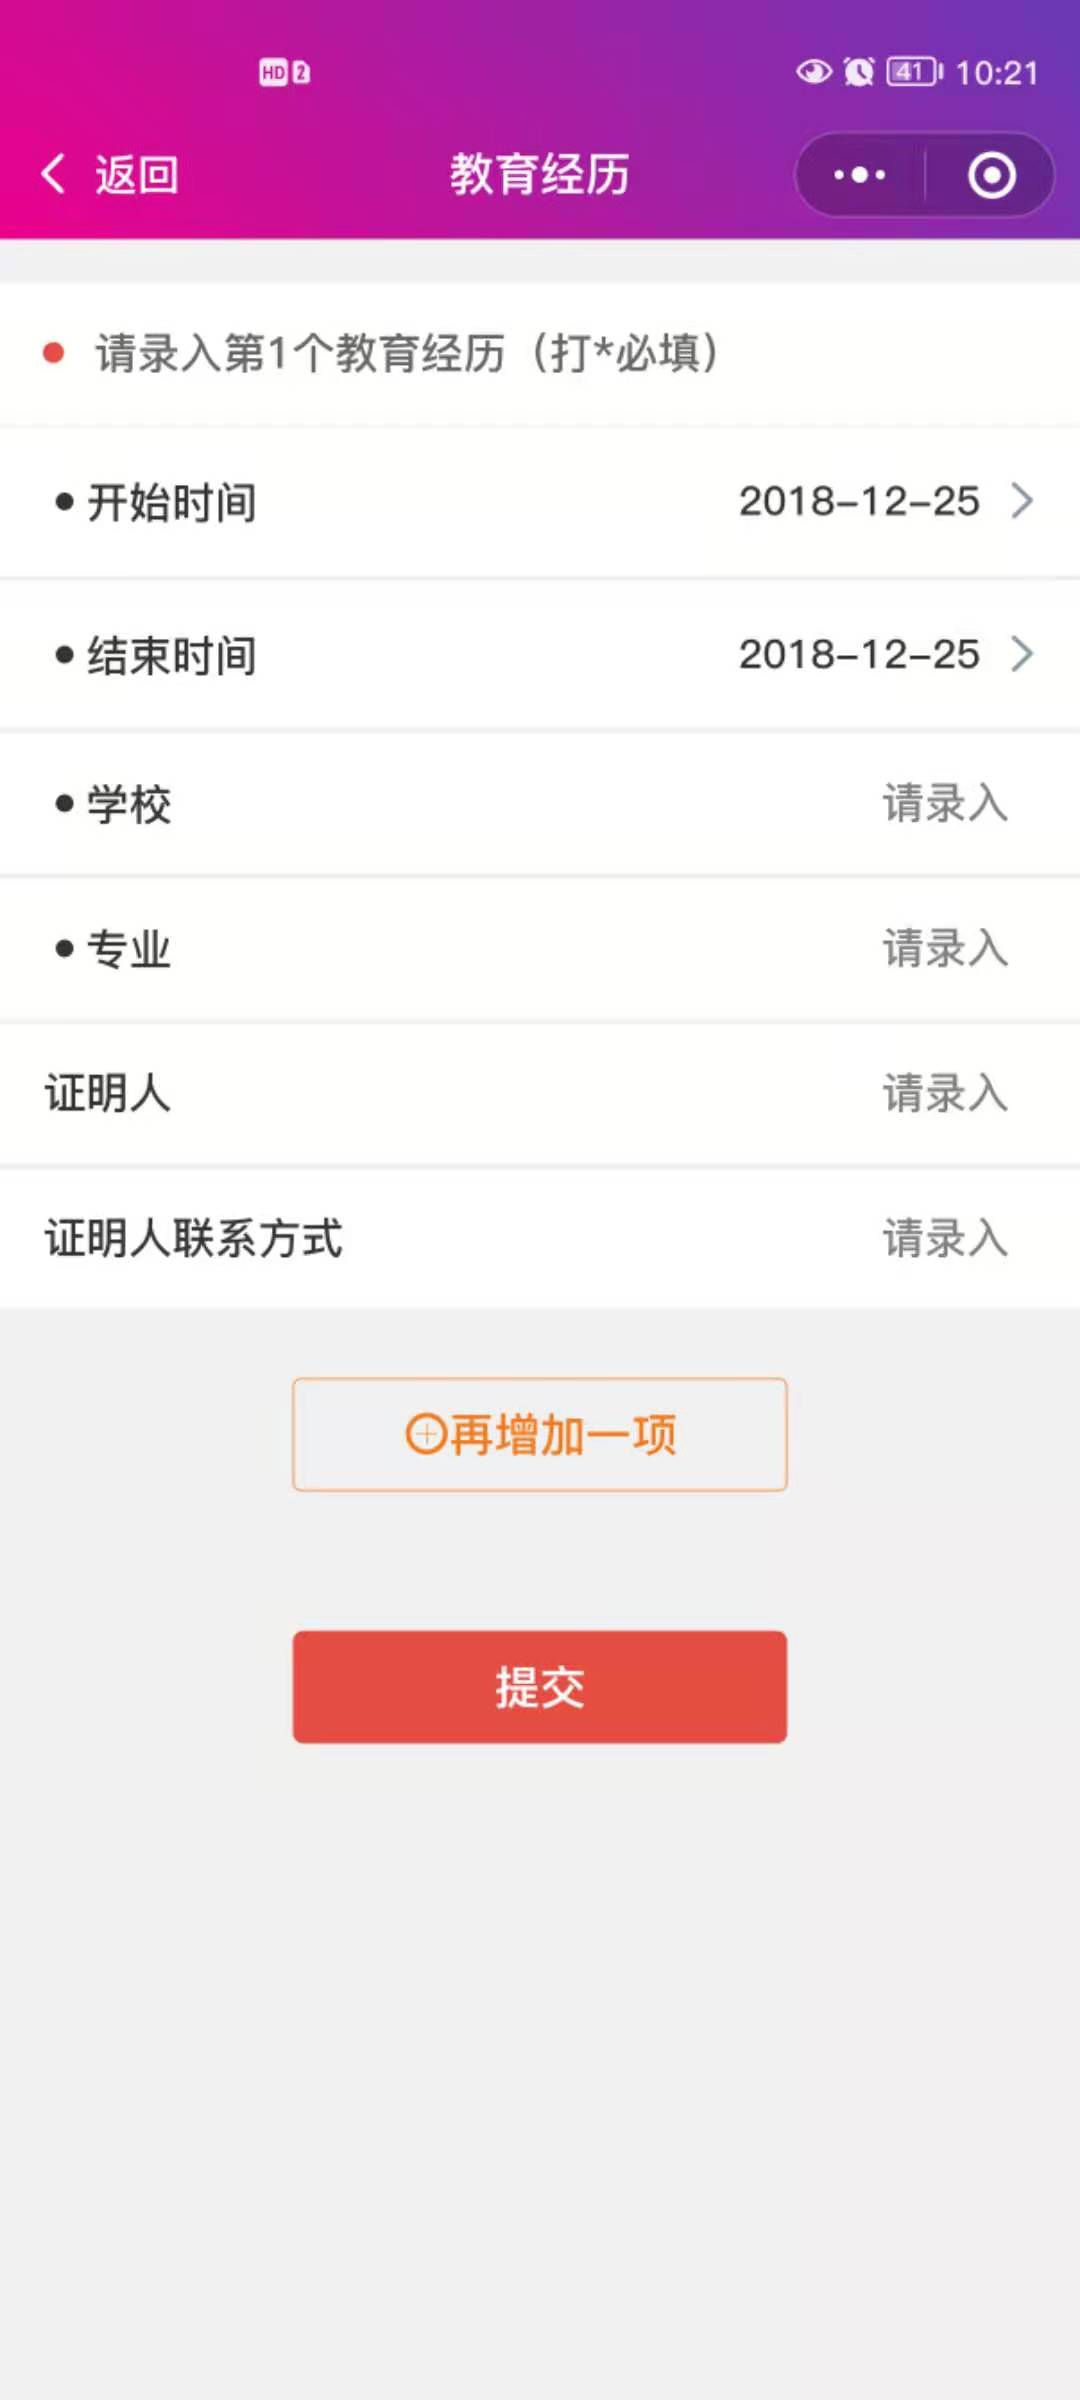 HD 2 41 10:21
返回 教育经历
请录入第1个教育经历（打*必填）
•开始时间 2018-12-25
•结束时间 2018-12-25
•学校 请录入
•专业 请录入
证明人 请录入
证明人联系方式 请录入
再增加一项
提交